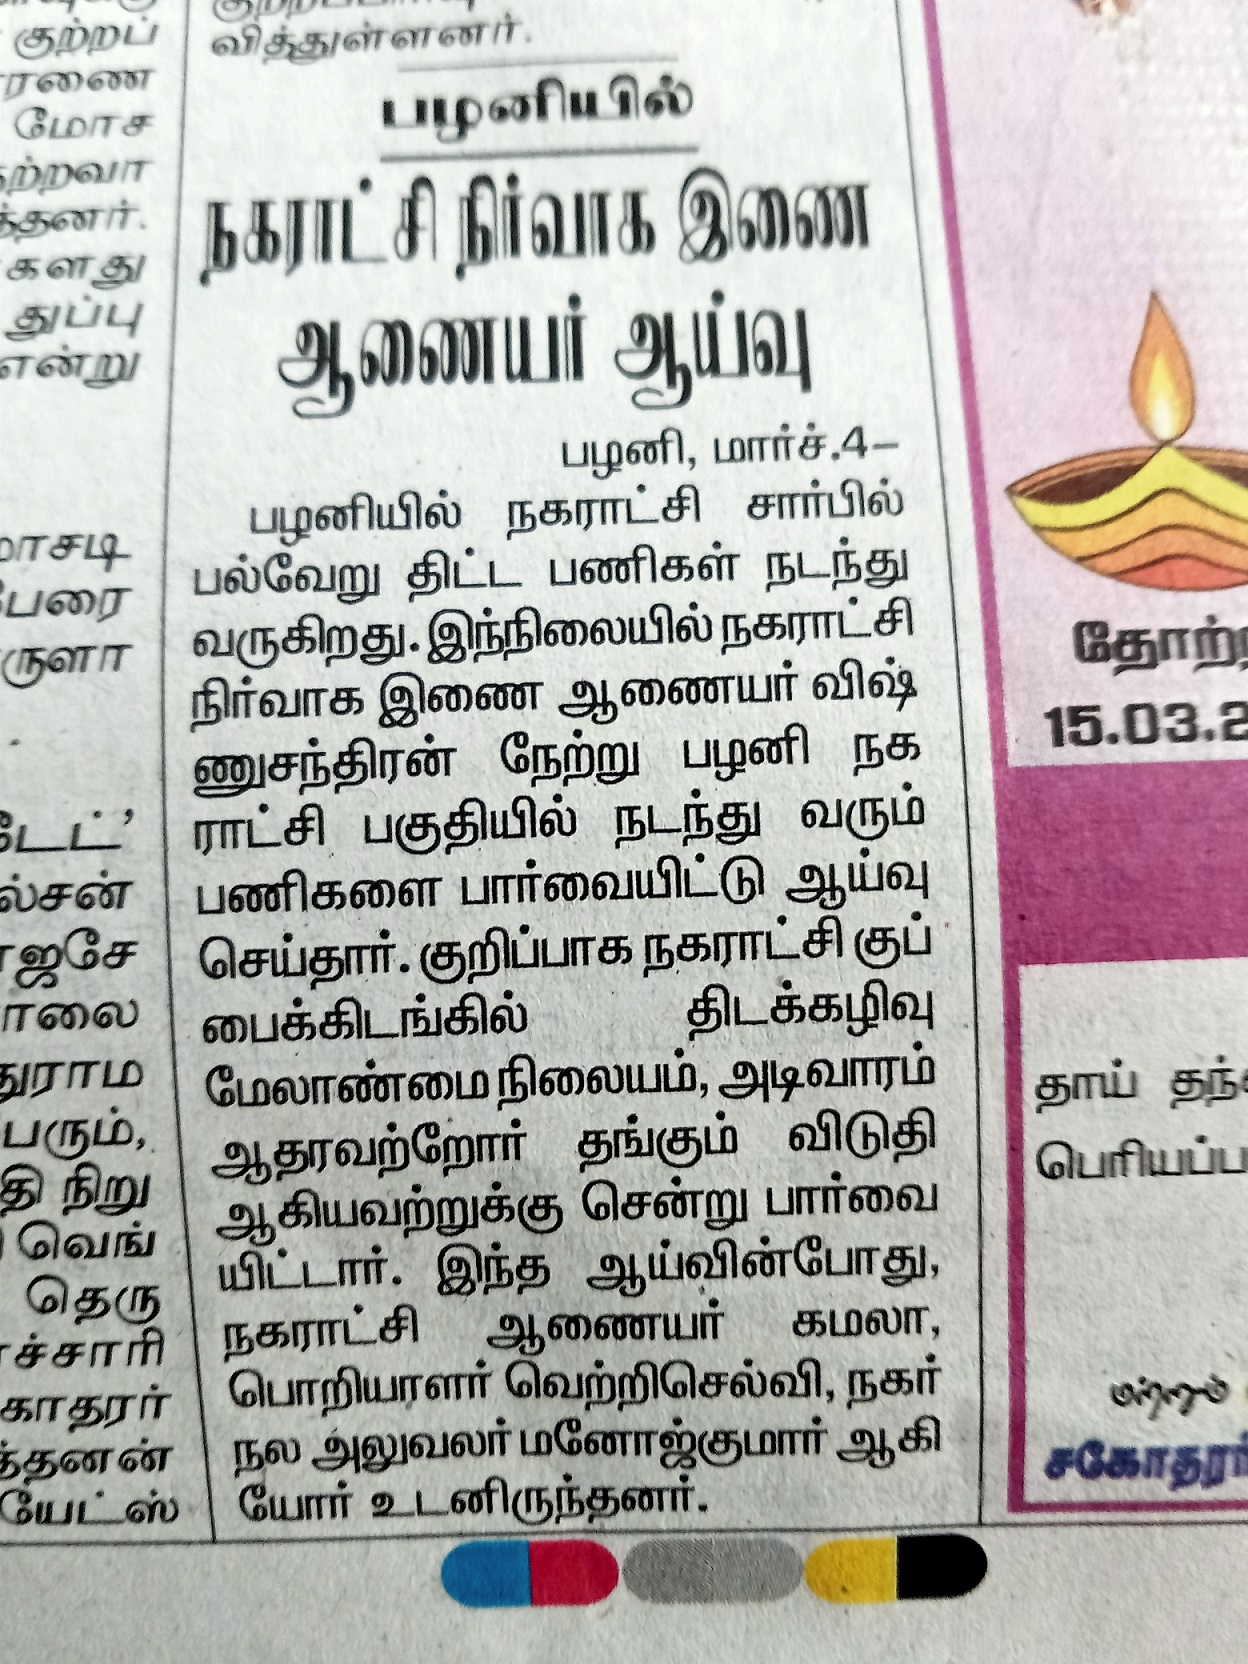 குற்றப்
ரணை
மோச
ற்றவா
த்தனர்.
களது
துப்பு
என்று
மாசடி
பேரை
ருளா
டேட்'
ல்சன்
ஜசே
ாலை
துராம
பரும்,
தி நிறு
வெங்
தெரு
ச்சாரி
காதரர்
த்தனன்
யேட்ஸ்
வித்துள்ளனர்.
பழனியில்
நகராட்சி நிர்வாக இணை
ஆணையர் ஆய்வு
பழனி, மார்ச்.4–
பழனியில் நகராட்சி சார்பில்
பல்வேறு திட்ட பணிகள் நடந்து
வருகிறது. இந்நிலையில் நகராட்சி
நிர்வாக இணை ஆணையர் விஷ்
ணுசந்திரன் நேற்று பழனி நக
ராட்சி பகுதியில் நடந்து வரும்
பணிகளை பார்வையிட்டு ஆய்வு
செய்தார். குறிப்பாக நகராட்சி குப்
பைக்கிடங்கில் திடக்கழிவு
மேலாண்மை நிலையம், அடிவாரம்
ஆதரவற்றோர் தங்கும் விடுதி
ஆகியவற்றுக்கு சென்று பார்வை
யிட்டார். இந்த ஆய்வின்போது,
நகராட்சி ஆணையர் கமலா,
பொறியாளர் வெற்றிசெல்வி, நகர்
நல அலுவலர் மனோஜ்குமார் ஆகி
யோர் உடனிருந்தனர்.
தோற்
15.03.2
தாய் தந்
பெரியப்ப
மற்றும்
சகோதரர்